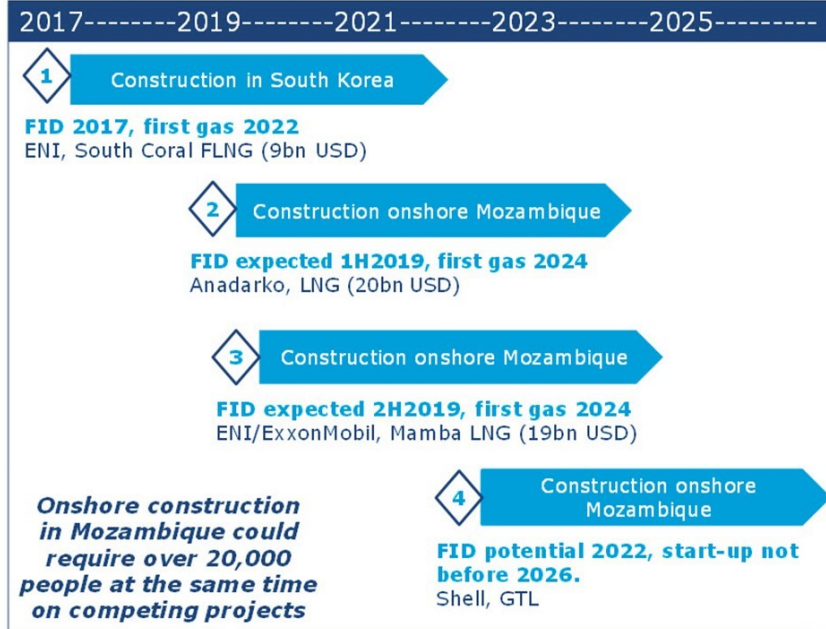 2017--------2019--------2021--------2023--------2025---------
1
Construction in South Korea
FID 2017, first gas 2022
ENI, South Coral FLNG (9bn USD)
2
Construction onshore Mozambique
FID expected 1H2019, first gas 2024
Anadarko, LNG (20bn USD)
3
Construction onshore Mozambique
FID expected 2H2019, first gas 2024
ENI/ExxonMobil, Mamba LNG (19bn USD)
4
Construction onshore
Mozambique
FID potential 2022, start-up not
before 2026.
Shell, GTL
Onshore construction
in Mozambique could
require over 20,000
people at the same time
on competing projects